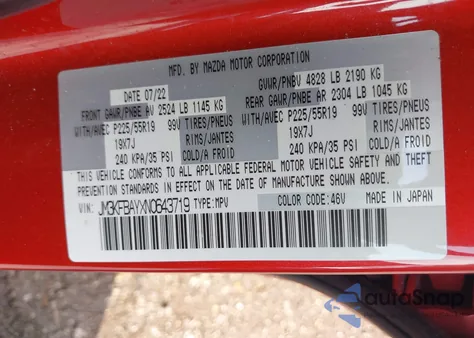 MFD. BY MAZDA MOTOR CORPORATION
DATE 07/22
GVWR/PNBV 4828 LB 2190 KG
FRONT GAWR/PNBE AV 2524 LB 1145 KG
REAR GAWR/PNBE AR 2304 LB 1045 KG
WITH/AVEC P225/55R19 99V TIRES/PNEUS
WITH/AVEC P225/55R19 99V TIRES/PNEUS
19X7J RIMS/JANTES
19X7J RIMS/JANTES
240 KPA/35 PSI COLD/A FROID
240 KPA/35 PSI COLD/A FROID
THIS VEHICLE CONFORMS TO ALL APPLICABLE FEDERAL MOTOR VEHICLE SAFETY AND THEFT
PREVENTION STANDARDS IN EFFECT ON THE DATE OF MANUFACTURE SHOWN ABOVE.
VIN: JM3KFBAYXN0643719 TYPE:MPV COLOR CODE:46V MADE IN JAPAN
autoSnap